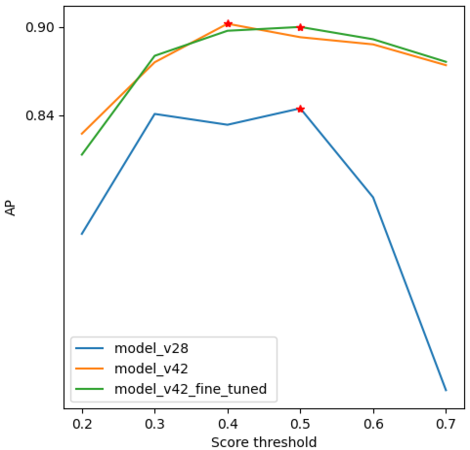 0.90
0.84
AP
model_v28
model_v42
model_v42_fine_tuned
0.2 0.3 0.4 0.5 0.6 0.7
Score threshold